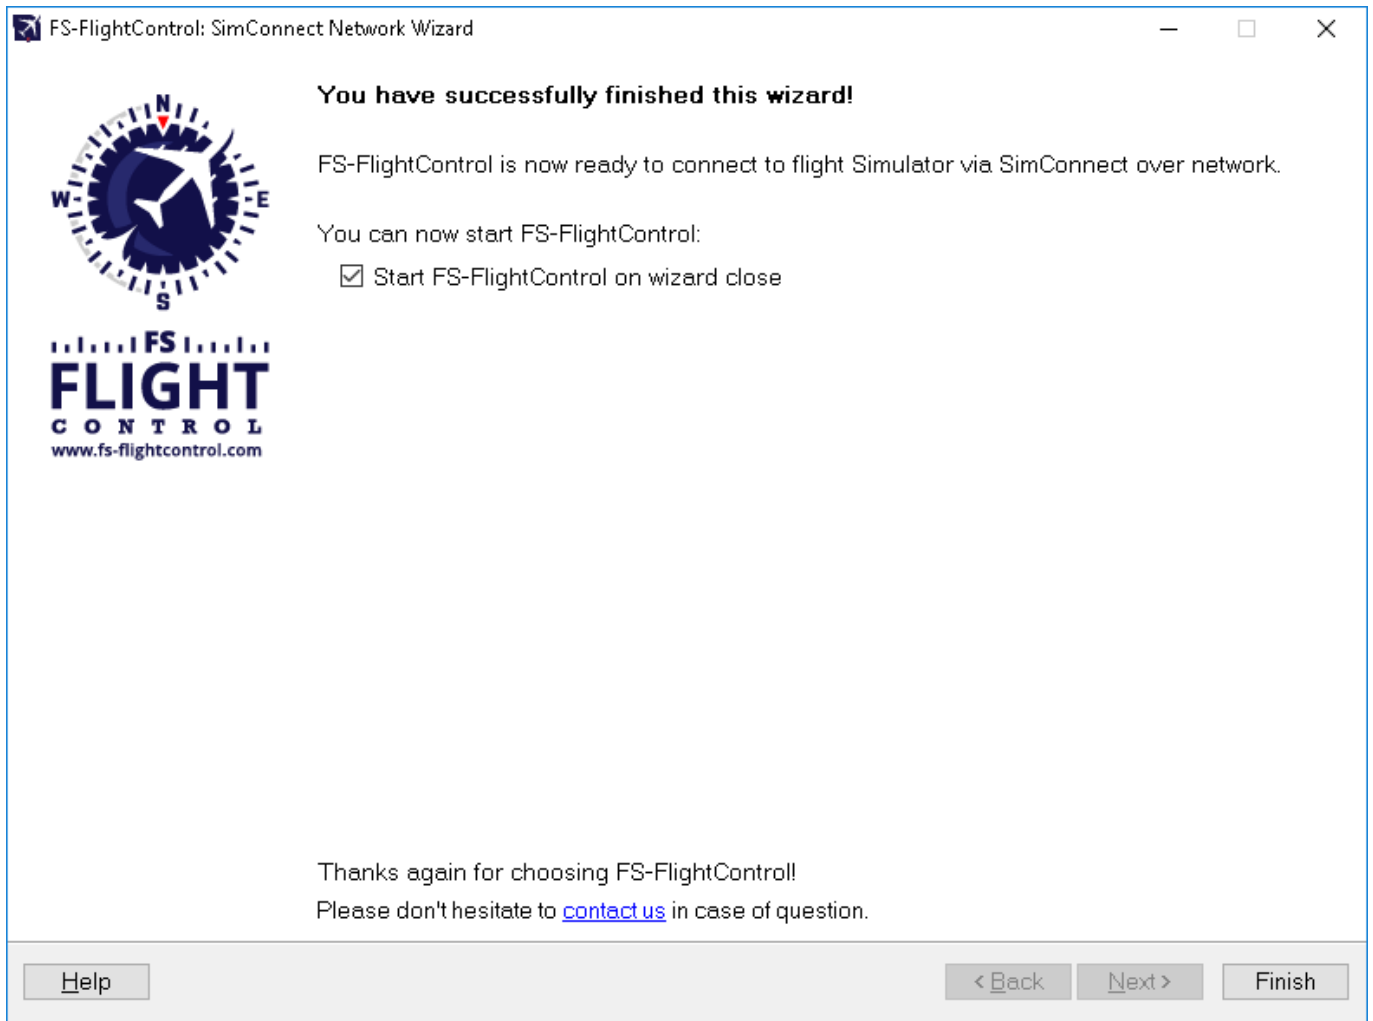 FS-FlightControl: SimConnect Network Wizard
N
W
E
S
FS
FLIGHT
CONTROL
www.fs-flightcontrol.com
You have successfully finished this wizard!
FS-FlightControl is now ready to connect to flight Simulator via SimConnect over network.
You can now start FS-FlightControl:
Start FS-FlightControl on wizard close
Thanks again for choosing FS-FlightControl!
Please don't hesitate to contact us in case of question.
Help
< Back
Next >
Finish